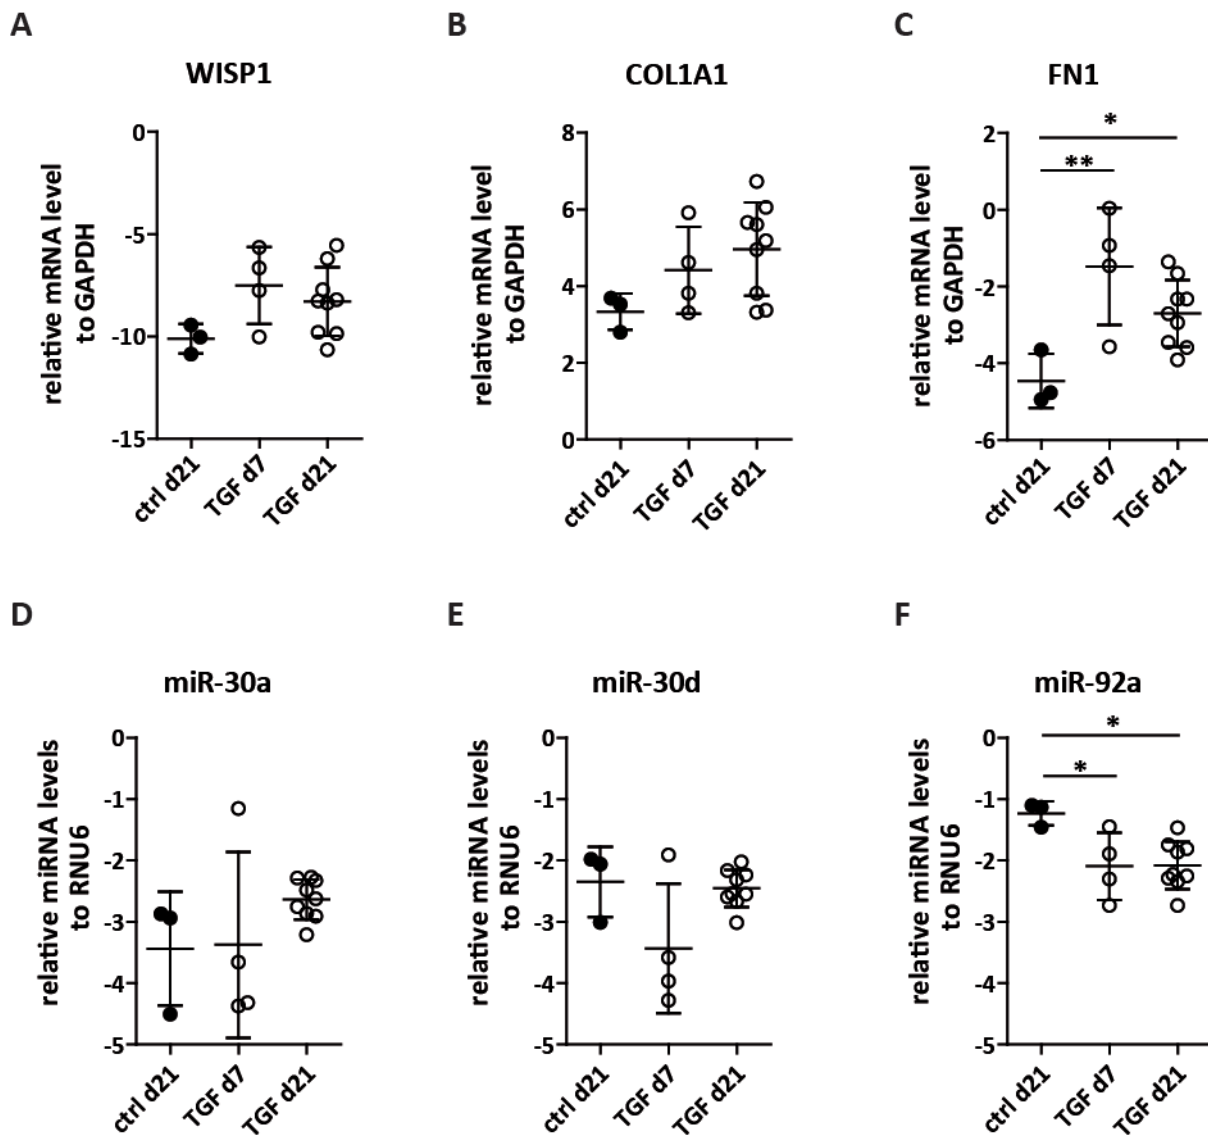 A
WISP1
relative mRNA level
to GAPDH
0
-5
-10
-15
ctrl d21
TGF d7
TGF d21
B
COL1A1
relative mRNA level
to GAPDH
8
6
4
2
0
ctrl d21
TGF d7
TGF d21
C
FN1
relative mRNA level
to GAPDH
2
0
-2
-4
-6
*
**
ctrl d21
TGF d7
TGF d21
D
miR-30a
relative miRNA levels
to RNU6
0
-1
-2
-3
-4
-5
ctrl d21
TGF d7
TGF d21
E
miR-30d
relative miRNA levels
to RNU6
0
-1
-2
-3
-4
-5
ctrl d21
TGF d7
TGF d21
F
miR-92a
relative miRNA levels
to RNU6
0
-1
-2
-3
-4
-5
*
*
ctrl d21
TGF d7
TGF d21